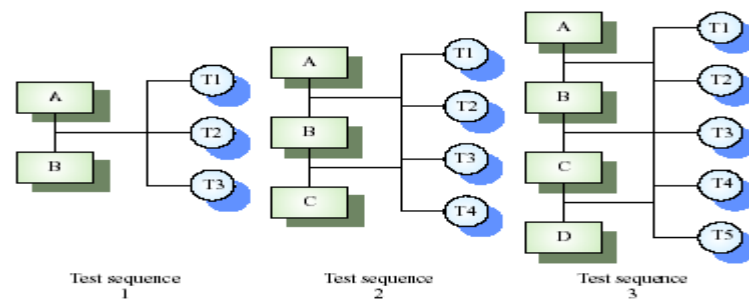 A
B
T1
T2
T3
Test sequence
1
A
B
C
T1
T2
T3
T4
Test sequence
2
A
B
C
D
T1
T2
T3
T4
T5
Test sequence
3